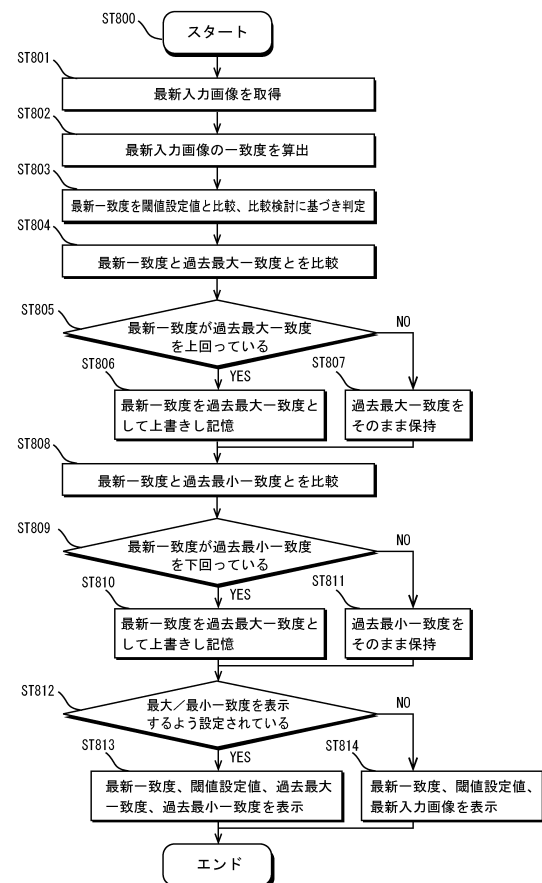 ST800
スタート
ST801
最新入力画像を取得
ST802
最新入力画像の一致度を算出
ST803
最新一致度を閾値設定値と比較、比較検討に基づき判定
ST804
最新一致度と過去最大一致度とを比較
ST805
最新一致度が過去最大一致度
を上回っている
NO
YES
ST806
最新一致度を過去最大一致度と
して上書きし記憶
ST807
過去最大一致度を
そのまま保持
ST808
最新一致度と過去最小一致度とを比較
ST809
最新一致度が過去最小一致度
を下回っている
NO
YES
ST810
最新一致度を過去最大一致度と
して上書きし記憶
ST811
過去最小一致度を
そのまま保持
ST812
最大／最小一致度を表示
するよう設定されている
NO
YES
ST813
最新一致度、閾値設定値、過去最大
一致度、過去最小一致度を表示
ST814
最新一致度、閾値設定値、
最新入力画像を表示
エンド